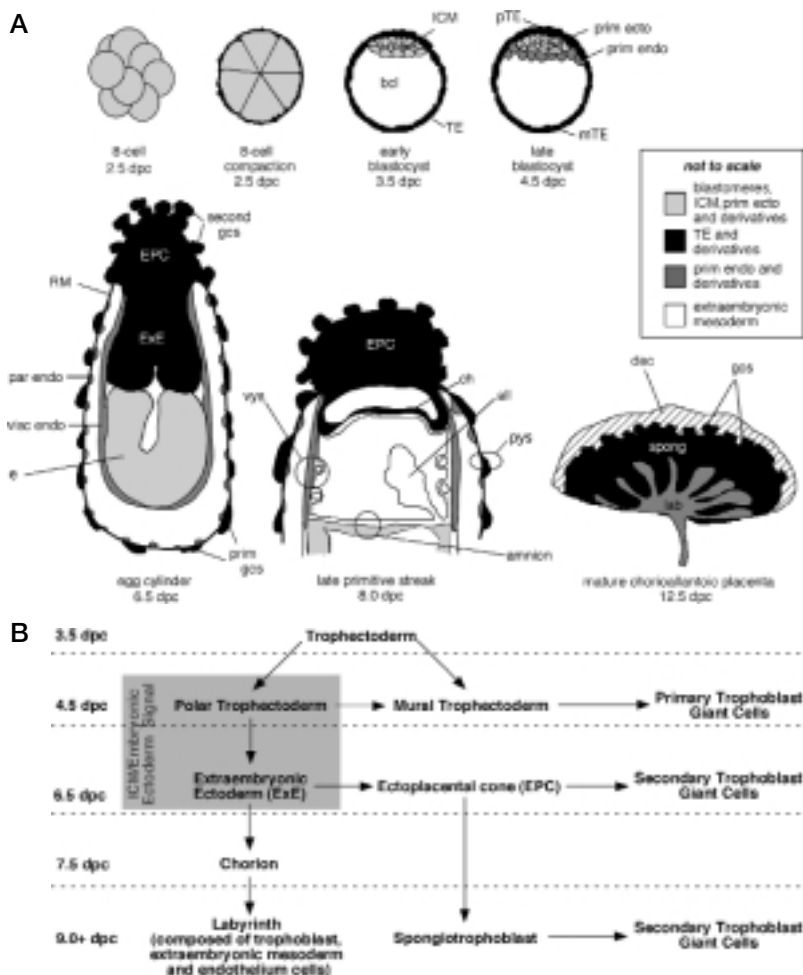 A
8-cell
2.5 dpc
8-cell
compaction
2.5 dpc
ICM
bcl
TE
early
blastocyst
3.5 dpc
pTE
prim ecto
prim endo
mTE
late
blastocyst
4.5 dpc
not to scale
blastomeres,
ICM,prim ecto
and derivatives
TE and
derivatives
prim endo and
derivatives
extraembryonic
mesoderm
second
gcs
EPC
RM
ExE
par endo
visc endo
e
prim
gcs
egg cylinder
6.5 dpc
EPC
ch
all
vys
pys
amnion
late primitive streak
8.0 dpc
dec
gcs
spong
lab
mature chorioallantoic placenta
12.5 dpc
B
3.5 dpc
Trophectoderm
ICM/Embryonic
Ectoderm Signal
4.5 dpc
Polar Trophectoderm
Mural Trophectoderm
Primary Trophoblast
Giant Cells
6.5 dpc
Extraembryonic
Ectoderm (ExE)
Ectoplacental cone (EPC)
Secondary Trophoblast
Giant Cells
7.5 dpc
Chorion
9.0+ dpc
Labyrinth
(composed of trophoblast,
extraembryonic mesoderm
and endothelium cells)
Spongiotrophoblast
Secondary Trophoblast
Giant Cells